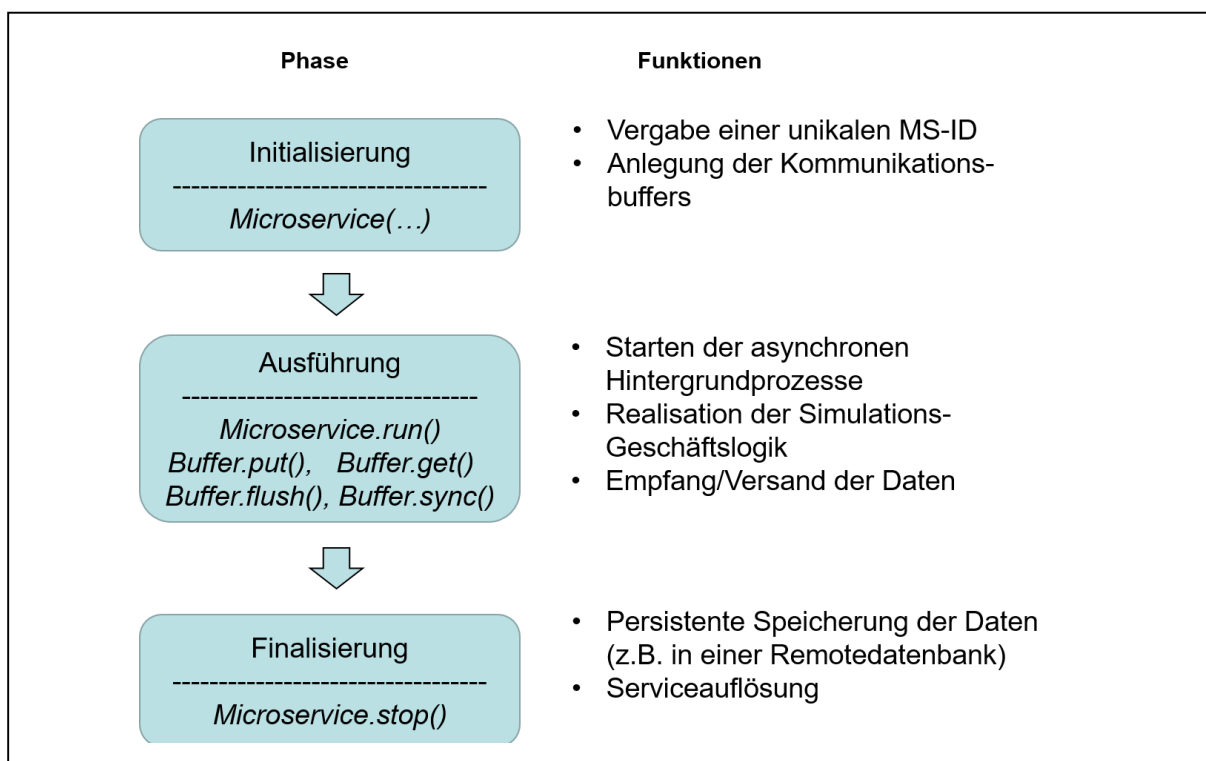 Phase
Funktionen
Initialisierung
----------------------------------
Microservice(…)
• Vergabe einer unikalen MS-ID
• Anlegung der Kommunikations-
buffers
Ausführung
--------------------------------
Microservice.run()
Buffer.put(), Buffer.get()
Buffer.flush(), Buffer.sync()
• Starten der asynchronen
Hintergrundprozesse
• Realisation der Simulations-
Geschäftslogik
• Empfang/Versand der Daten
Finalisierung
----------------------------------
Microservice.stop()
• Persistente Speicherung der Daten
(z.B. in einer Remotedatenbank)
• Serviceauflösung